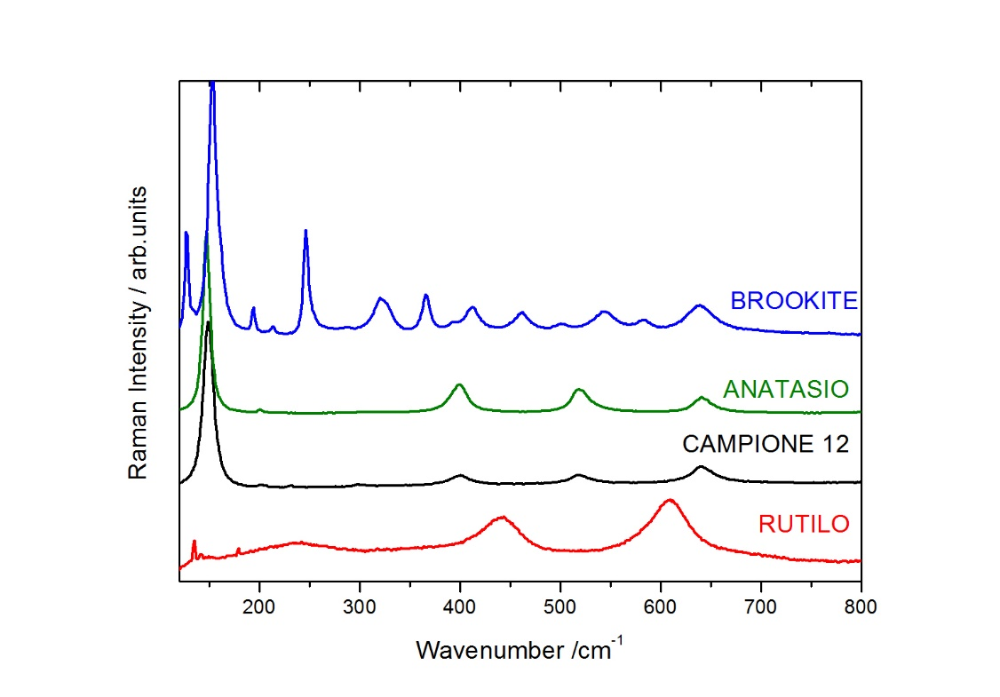 BROOKITE
ANATASIO
CAMPIONE 12
RUTILO
Raman Intensity / arb.units
200 300 400 500 600 700 800
Wavenumber /cm⁻¹